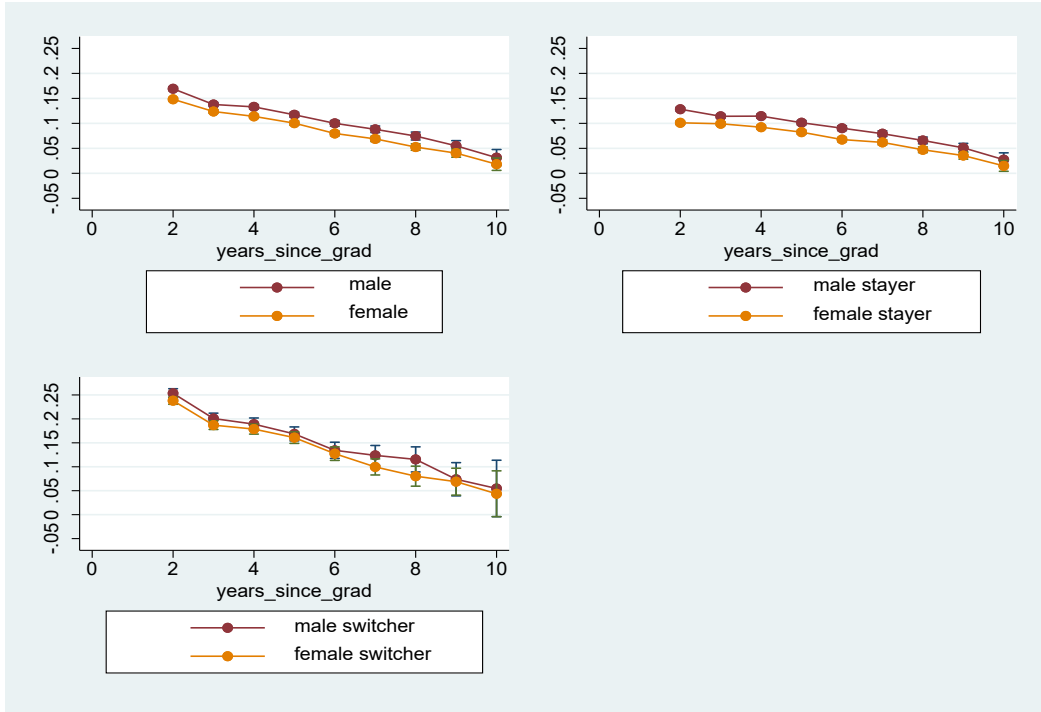 -.05 0 .05 .1 .15 .2 .25
0 2 4 6 8 10
years_since_grad
male
female
-.05 0 .05 .1 .15 .2 .25
0 2 4 6 8 10
years_since_grad
male stayer
female stayer
-.05 0 .05 .1 .15 .2 .25
0 2 4 6 8 10
years_since_grad
male switcher
female switcher